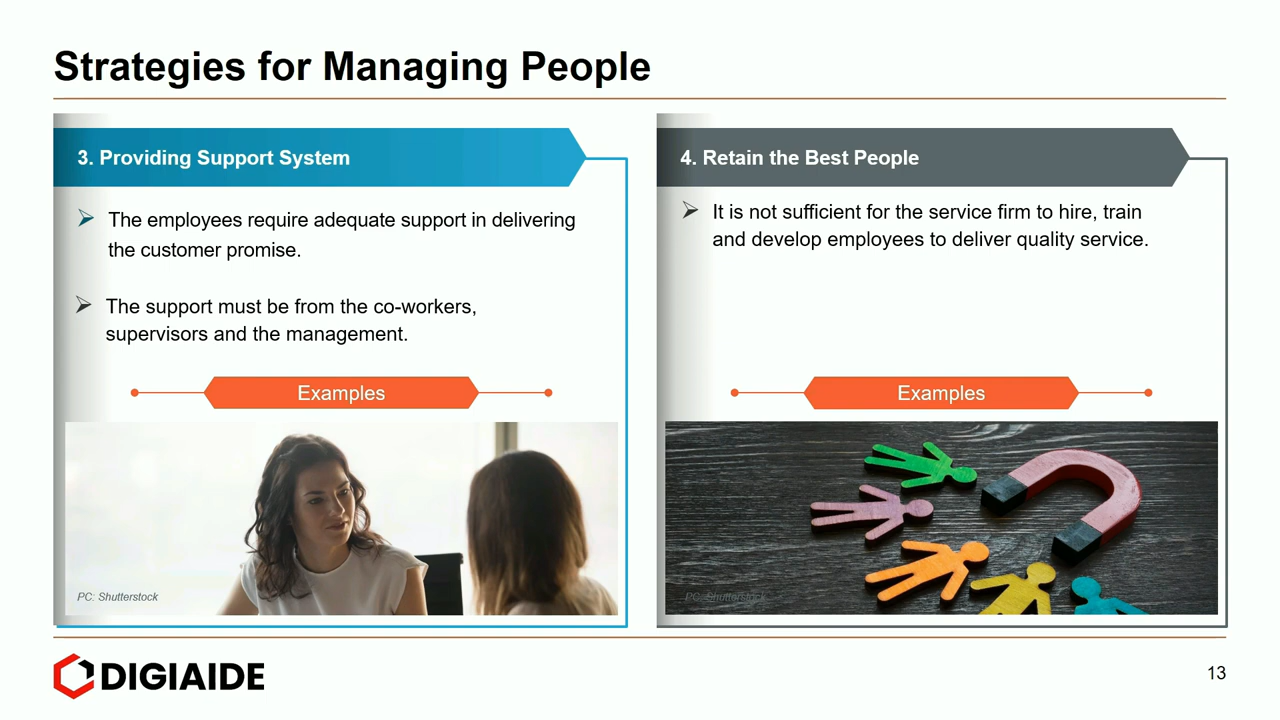 Strategies for Managing People
3. Providing Support System
The employees require adequate support in delivering
the customer promise.
The support must be from the co-workers,
supervisors and the management.
Examples
PC: Shutterstock
4. Retain the Best People
It is not sufficient for the service firm to hire, train
and develop employees to deliver quality service.
Examples
PC: Shutterstock
DIGIAIDE
13